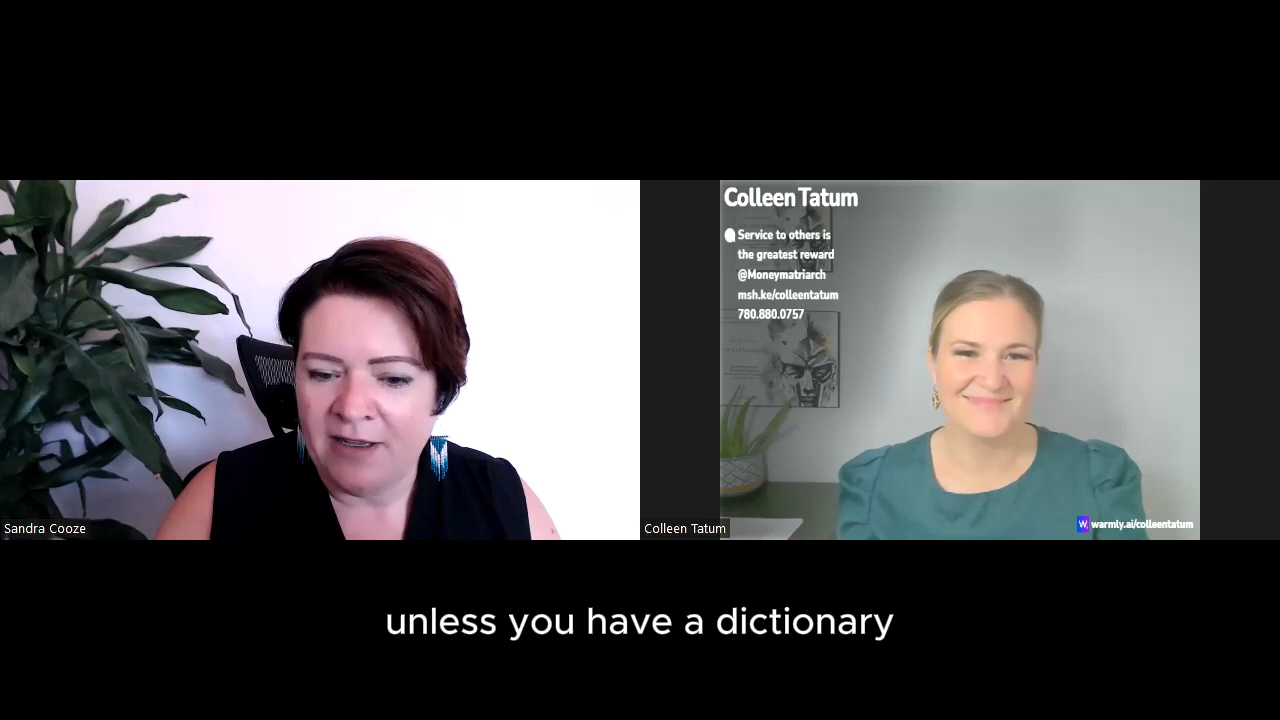 Colleen Tatum
Service to others is
the greatest reward
@Moneymatriarch
msh.ke/colleentatum
780.880.0757
Sandra Cooze
Colleen Tatum
W. warmly.ai/colleentatum
unless you have a dictionary